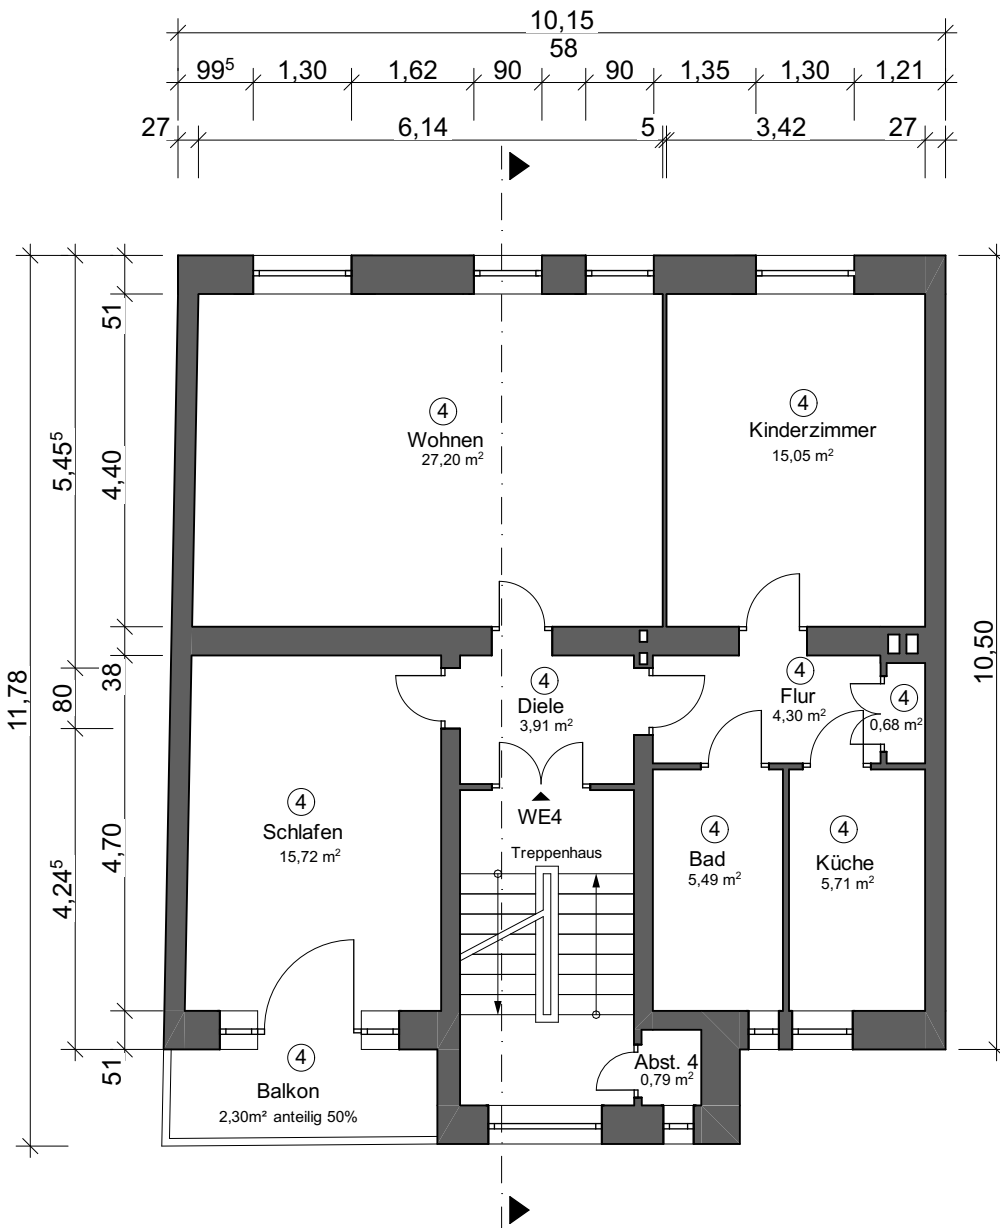 10,15
58
99⁵ 1,30 1,62 90 90 1,35 1,30 1,21
27 6,14 5 3,42 27
51
5,45⁵
4,40
38
80
11,78
4,70
4,24⁵
51
10,50
4
Wohnen
27,20 m²
4
Kinderzimmer
15,05 m²
4
Diele
3,91 m²
4
Flur
4,30 m²
4
0,68 m²
WE4
Treppenhaus
4
Schlafen
15,72 m²
4
Bad
5,49 m²
4
Küche
5,71 m²
4
Balkon
2,30m² anteilig 50%
Abst. 4
0,79 m²